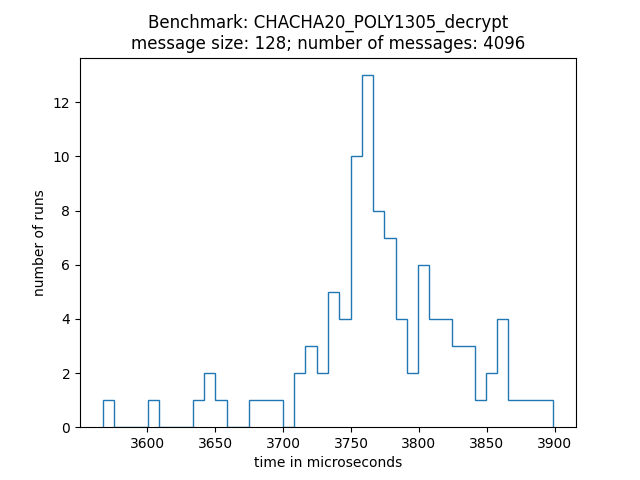 Benchmark: CHACHA20_POLY1305_decrypt
message size: 128; number of messages: 4096
number of runs
12
10
8
6
4
2
0
3600 3650 3700 3750 3800 3850 3900
time in microseconds